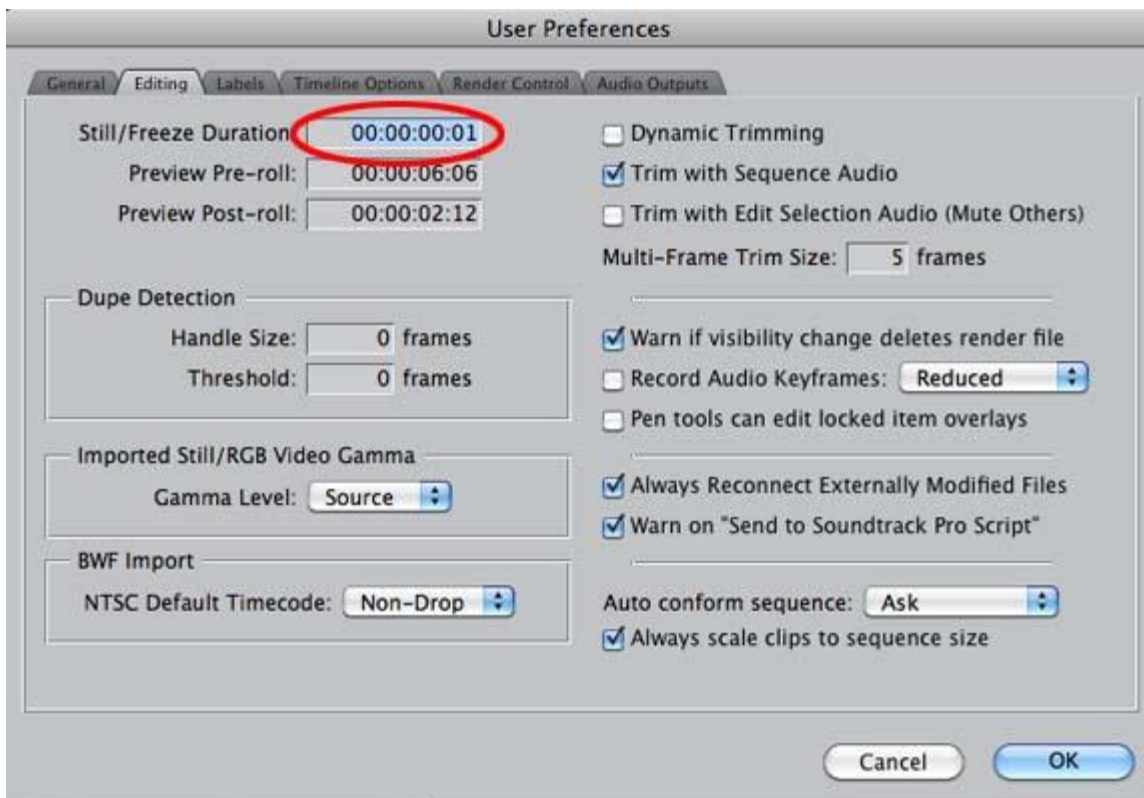 User Preferences
General Editing Labels Timeline Options Render Control Audio Outputs
Still/Freeze Duration 00:00:00:01
Preview Pre-roll: 00:00:06:06
Preview Post-roll: 00:00:02:12
Dupe Detection
Handle Size: 0 frames
Threshold: 0 frames
Imported Still/RGB Video Gamma
Gamma Level: Source
BWF Import
NTSC Default Timecode: Non-Drop
Dynamic Trimming
Trim with Sequence Audio
Trim with Edit Selection Audio (Mute Others)
Multi-Frame Trim Size: 5 frames
Warn if visibility change deletes render file
Record Audio Keyframes: Reduced
Pen tools can edit locked item overlays
Always Reconnect Externally Modified Files
Warn on "Send to Soundtrack Pro Script"
Auto conform sequence: Ask
Always scale clips to sequence size
Cancel OK